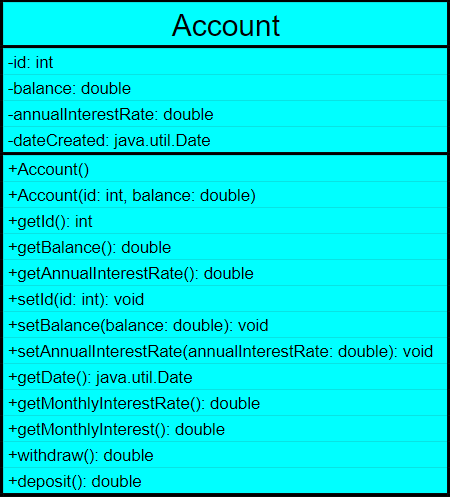 Account
-id: int
-balance: double
-annualInterestRate: double
-dateCreated: java.util.Date
+Account()
+Account(id: int, balance: double)
+getId(): int
+getBalance(): double
+getAnnualInterestRate(): double
+setId(id: int): void
+setBalance(balance: double): void
+setAnnualInterestRate(annualInterestRate: double): void
+getDate(): java.util.Date
+getMonthlyInterestRate(): double
+getMonthlyInterest(): double
+withdraw(): double
+deposit(): double